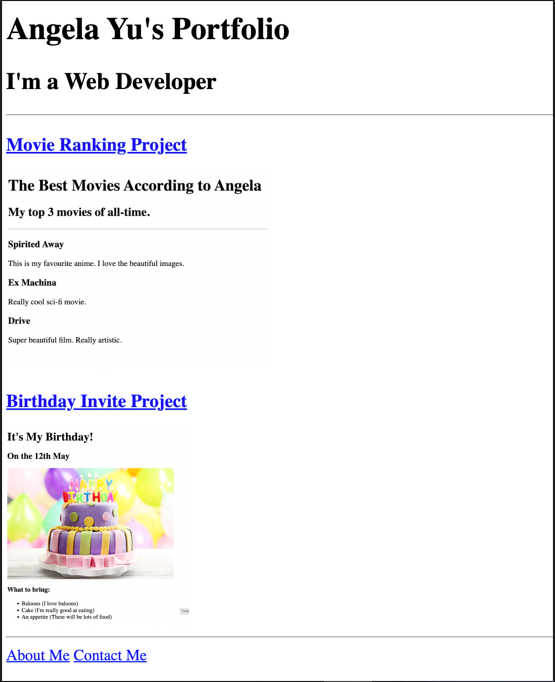 Angela Yu's Portfolio
I'm a Web Developer
Movie Ranking Project
The Best Movies According to Angela
My top 3 movies of all-time.
Spirited Away
This is my favourite anime. I love the beautiful images.
Ex Machina
Really cool sci-fi movie.
Drive
Super beautiful film. Really artistic.
Birthday Invite Project
It's My Birthday!
On the 12th May
HAPPY
BIRTHDAY
What to bring:
Baloons (I love baloons)
Cake (I'm really good at eating)
An appetite (There will be lots of food)
About Me Contact Me